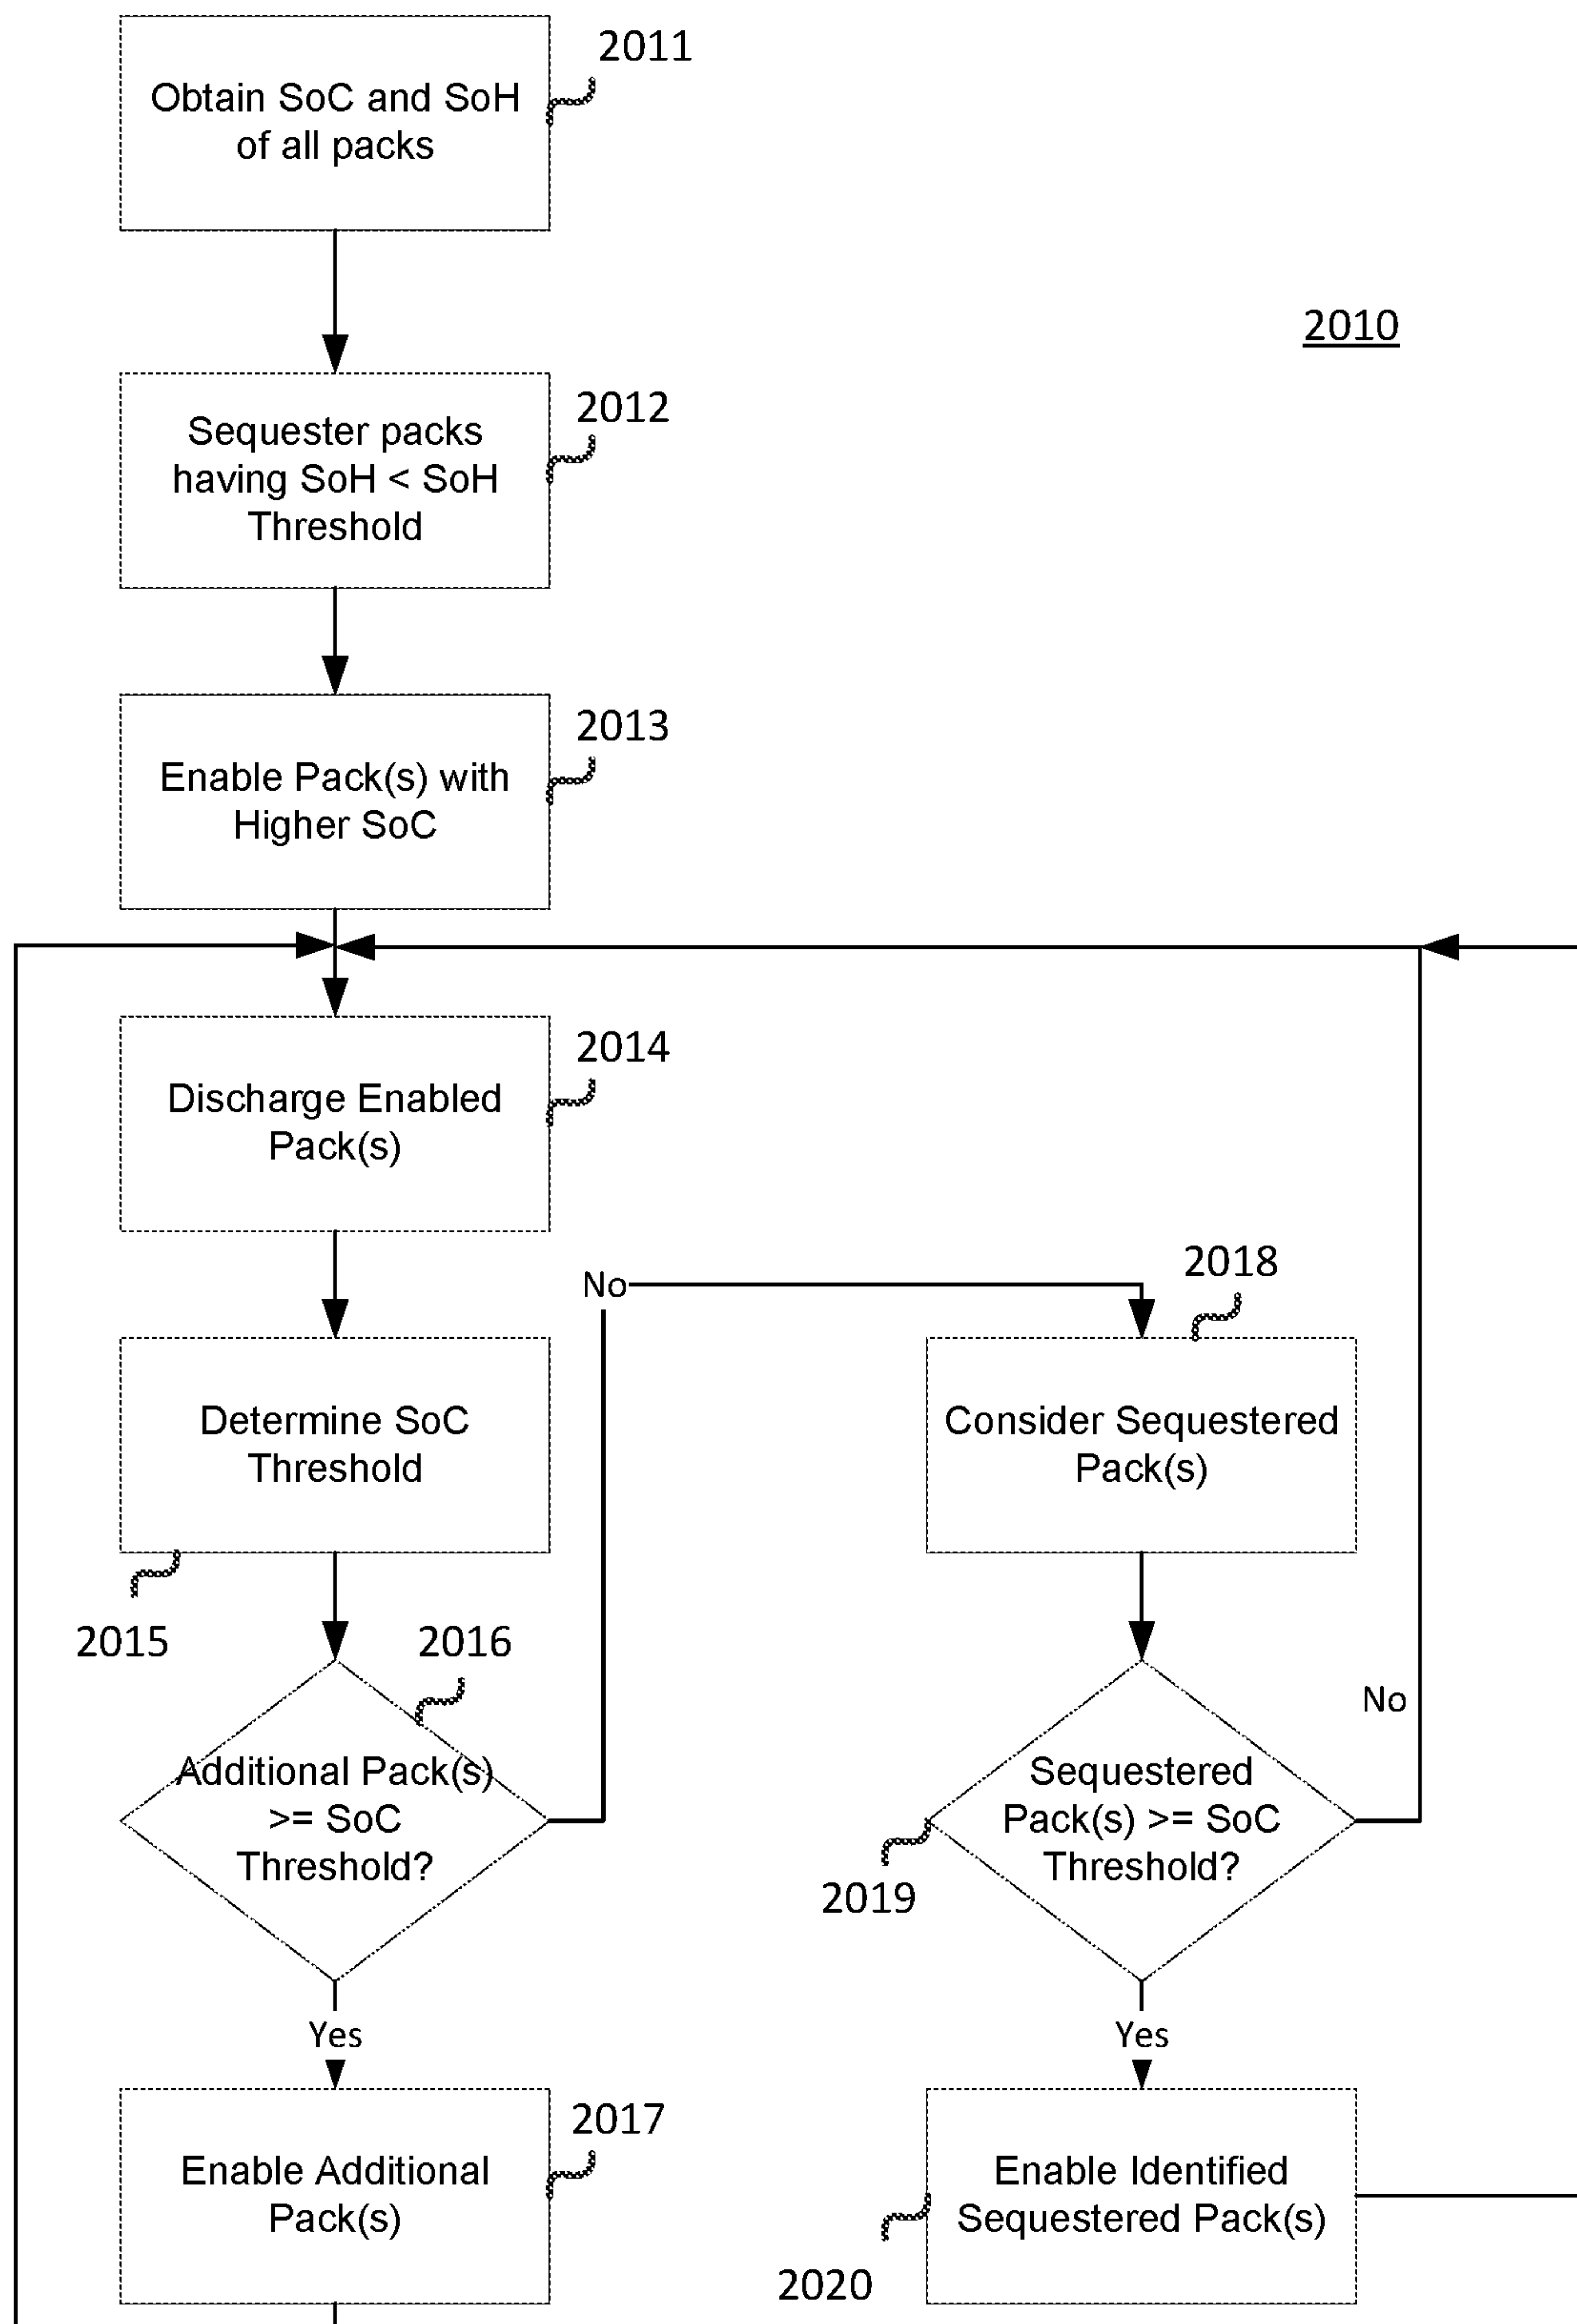 2011
Obtain SoC and SoH
of all packs
2010
2012
Sequester packs
having SoH < SoH
Threshold
2013
Enable Pack(s) with
Higher SoC
2014
Discharge Enabled
Pack(s)
No
2018
Determine SoC
Threshold
Consider Sequestered
Pack(s)
2015
2016
No
Additional Pack(s)
>= SoC
Threshold?
Sequestered
Pack(s) >= SoC
Threshold?
2019
Yes
Yes
2017
Enable Additional
Pack(s)
Enable Identified
Sequestered Pack(s)
2020